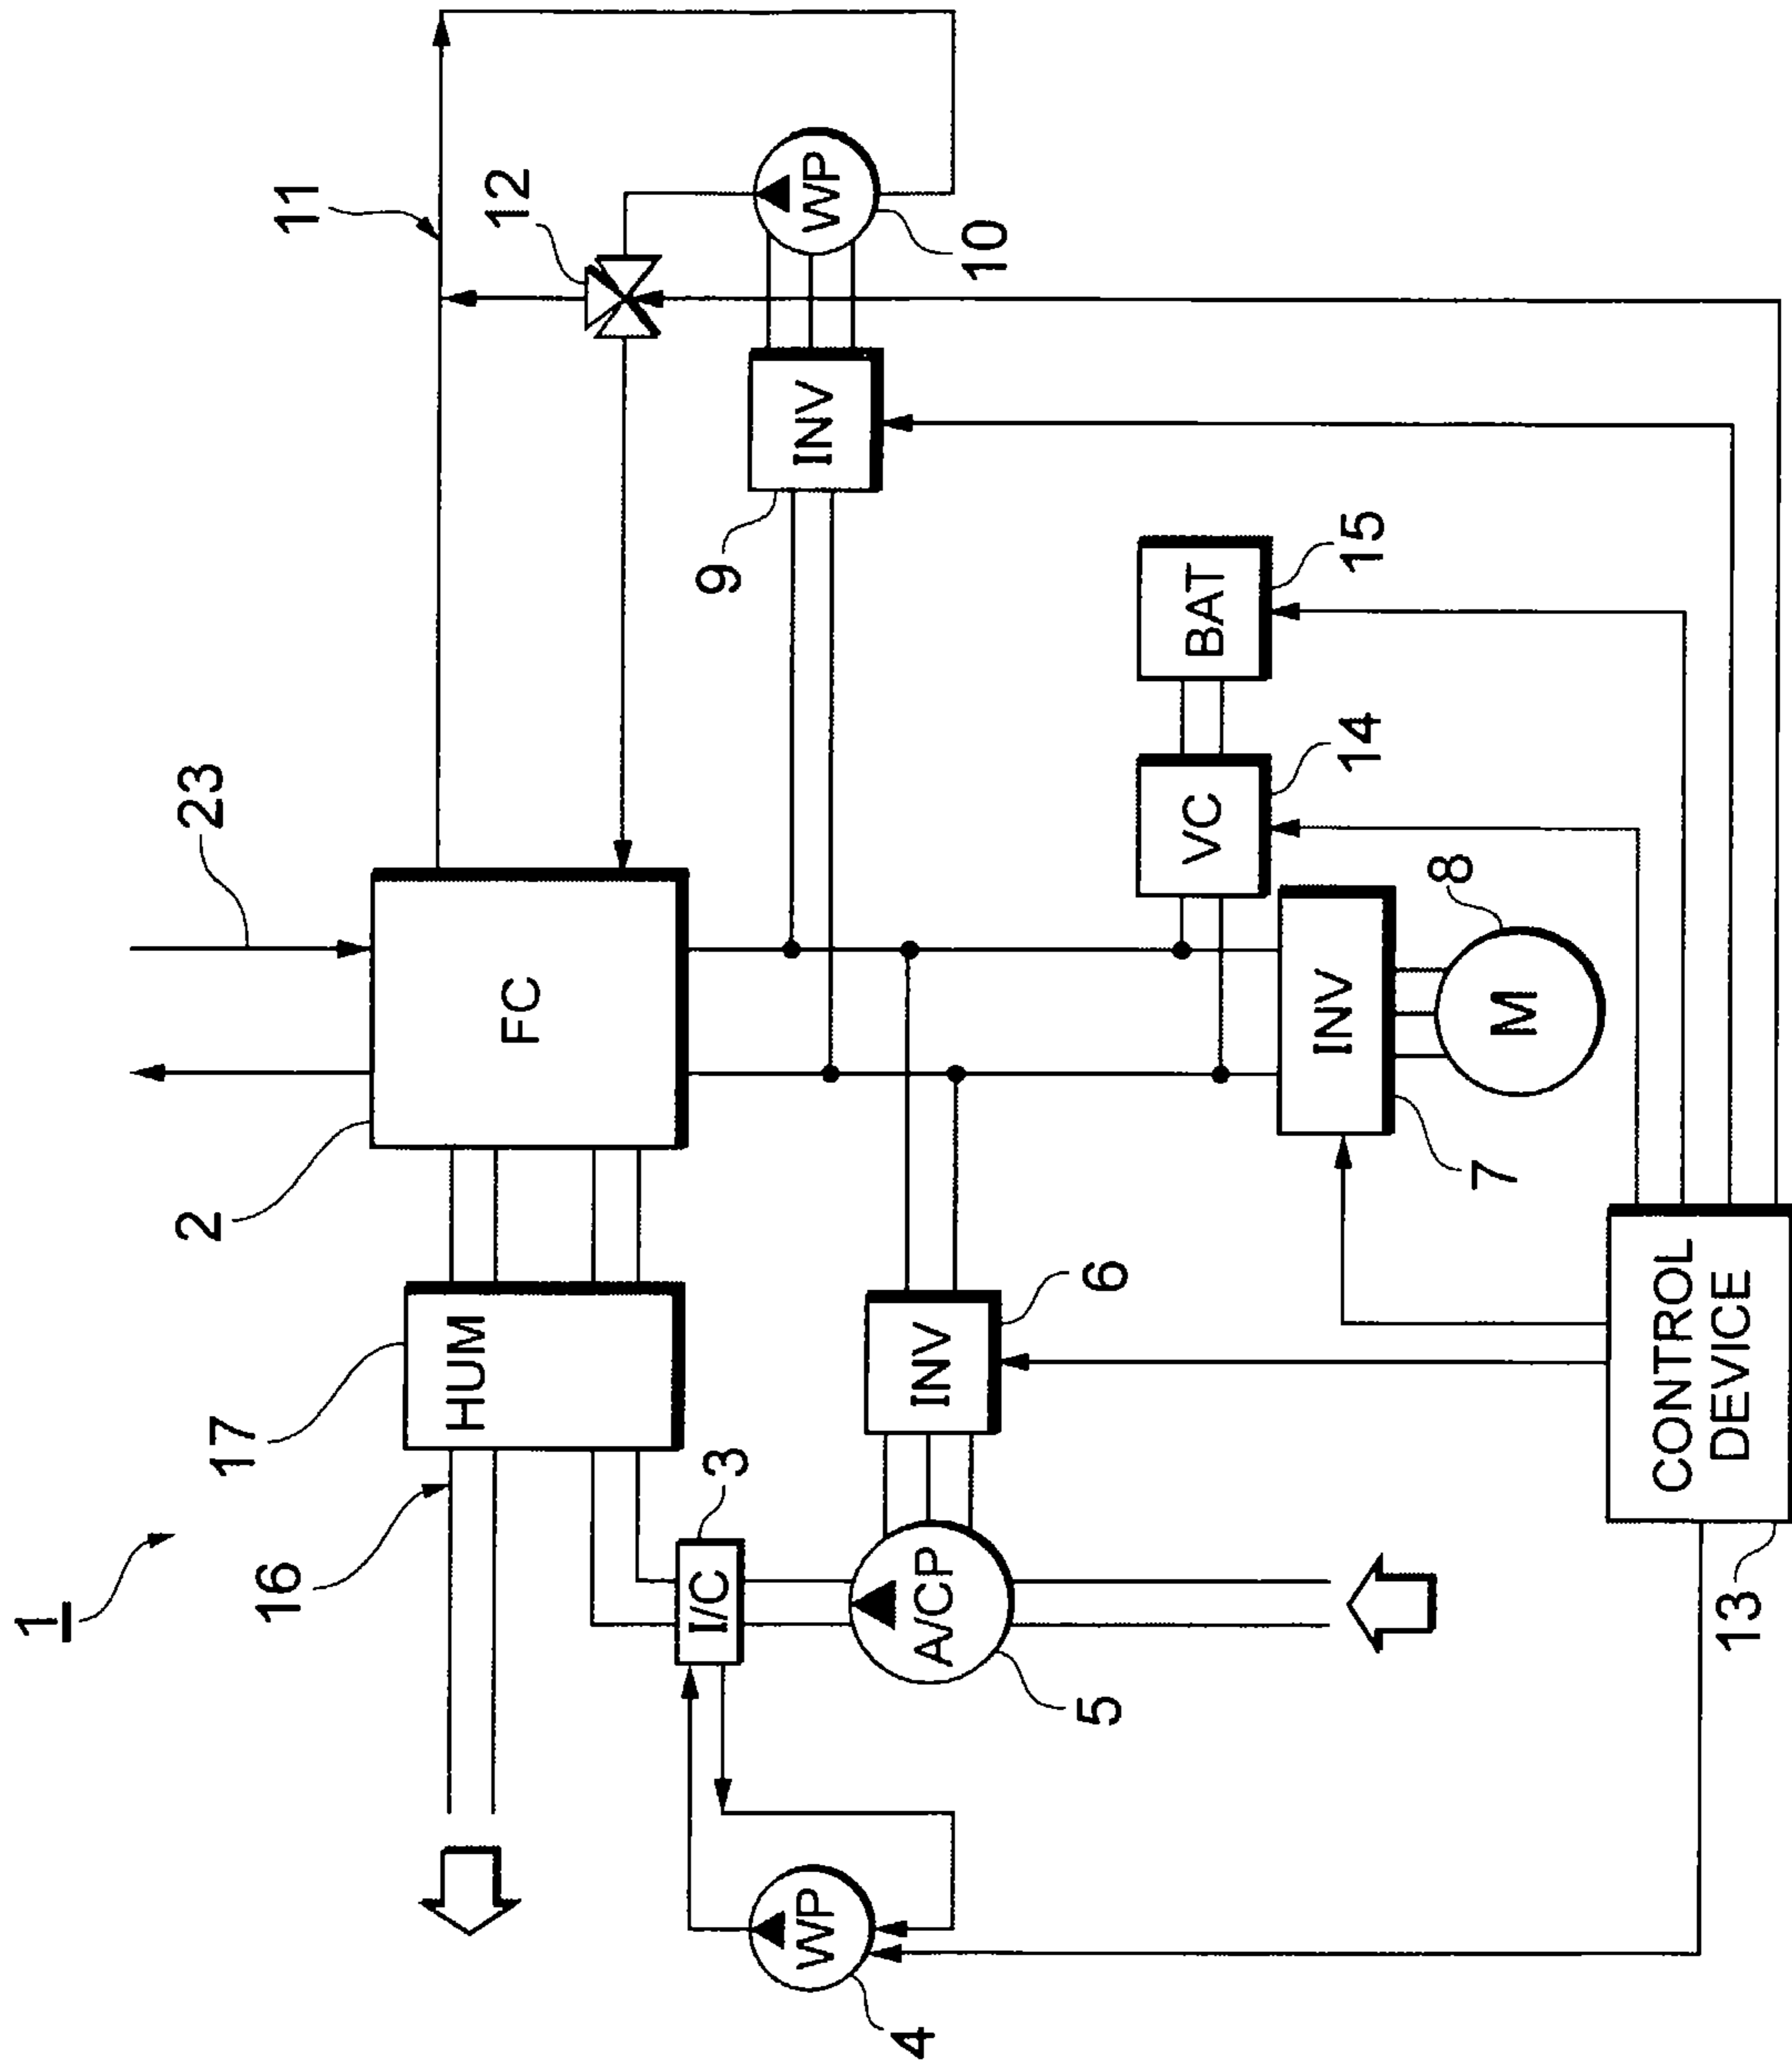 1
2
23
17
16
11
HUM
12
FC
I/C
3
9
WP
INV
WP
4
A/CP
INV
10
5
6
VC
BAT
INV
14
15
8
7
M
CONTROL
DEVICE
13